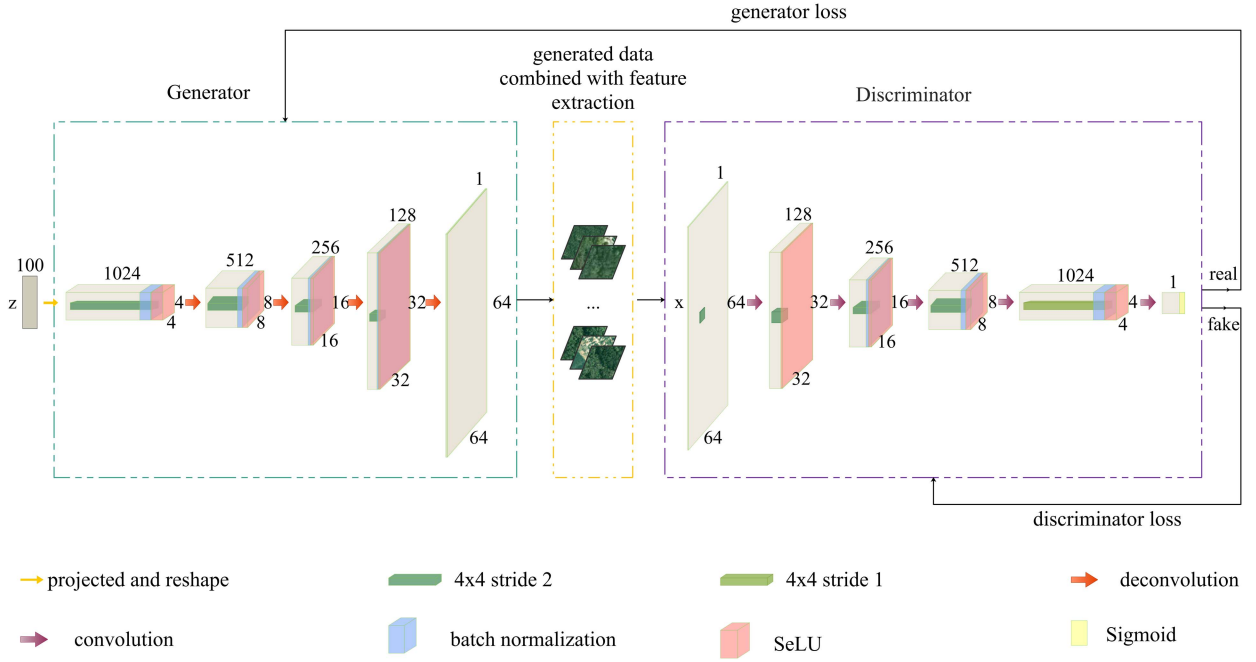 generator loss
generated data
combined with feature
extraction
Generator
Discriminator
100
z
1024
4
4
512
8
8
256
16
16
128
32
32
1
64
64
...
x
1
64
64
128
32
32
256
16
16
512
8
8
1024
4
4
1
real
fake
discriminator loss
projected and reshape
4x4 stride 2
4x4 stride 1
deconvolution
convolution
batch normalization
SeLU
Sigmoid